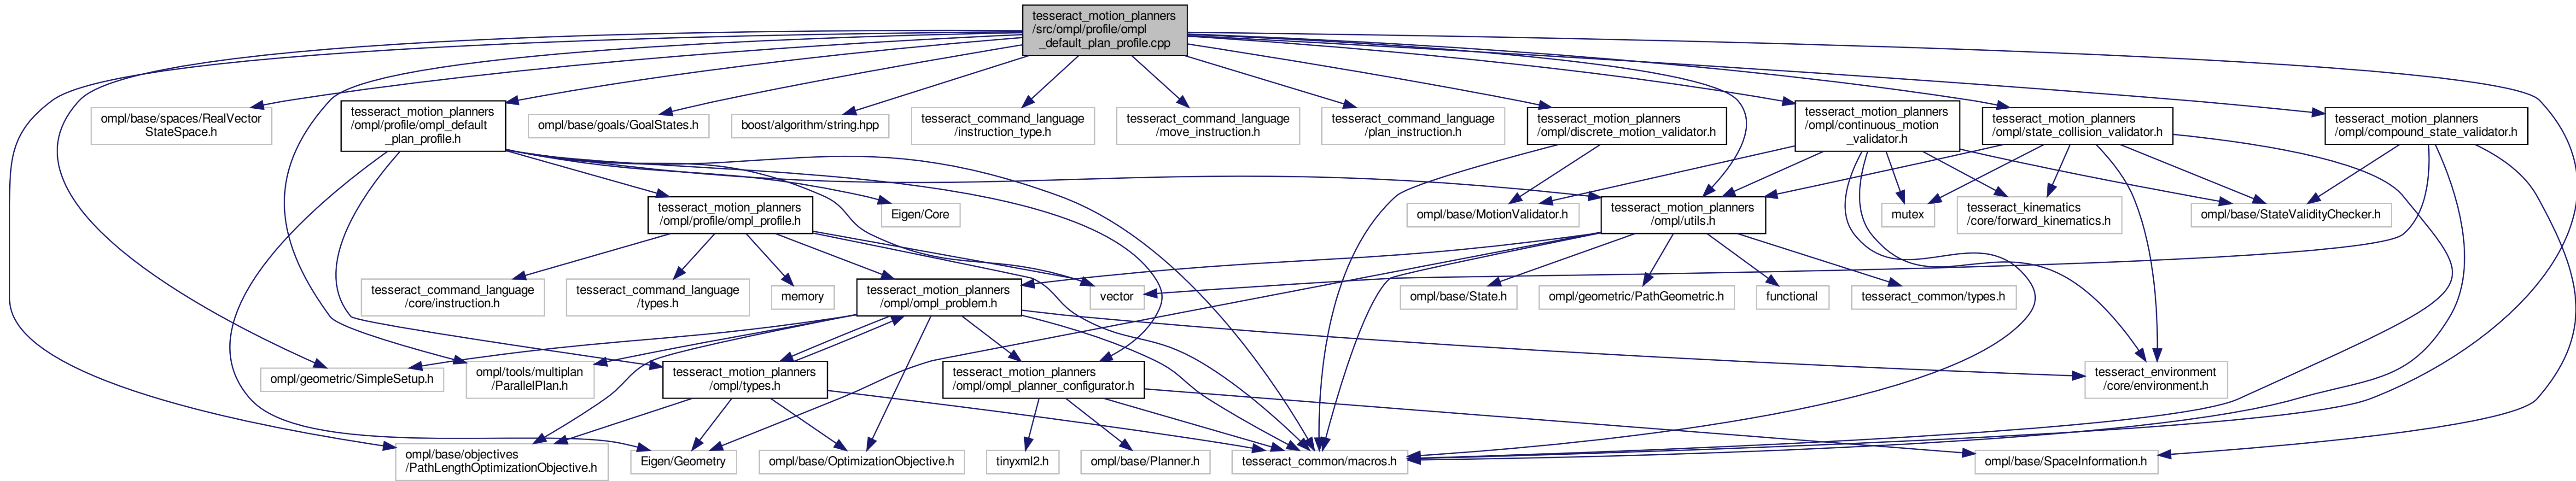 tesseract_motion_planners
/src/ompl/profile/ompl
_default_plan_profile.cpp
ompl/base/spaces/RealVector
StateSpace.h
tesseract_motion_planners
/ompl/profile/ompl_default
_plan_profile.h
ompl/base/goals/GoalStates.h
boost/algorithm/string.hpp
tesseract_command_language
/instruction_type.h
tesseract_command_language
/move_instruction.h
tesseract_command_language
/plan_instruction.h
tesseract_motion_planners
/ompl/discrete_motion_validator.h
tesseract_motion_planners
/ompl/continuous_motion
_validator.h
tesseract_motion_planners
/ompl/state_collision_validator.h
tesseract_motion_planners
/ompl/compound_state_validator.h
tesseract_motion_planners
/ompl/profile/ompl_profile.h
Eigen/Core
ompl/base/MotionValidator.h
tesseract_motion_planners
/ompl/utils.h
mutex
tesseract_kinematics
/core/forward_kinematics.h
ompl/base/StateValidityChecker.h
tesseract_command_language
/core/instruction.h
tesseract_command_language
/types.h
memory
tesseract_motion_planners
/ompl/ompl_problem.h
vector
ompl/base/State.h
ompl/geometric/PathGeometric.h
functional
tesseract_common/types.h
ompl/geometric/SimpleSetup.h
ompl/tools/multiplan
/ParallelPlan.h
tesseract_motion_planners
/ompl/types.h
tesseract_motion_planners
/ompl/ompl_planner_configurator.h
tesseract_environment
/core/environment.h
ompl/base/objectives
/PathLengthOptimizationObjective.h
Eigen/Geometry
ompl/base/OptimizationObjective.h
tinyxml2.h
ompl/base/Planner.h
tesseract_common/macros.h
ompl/base/SpaceInformation.h